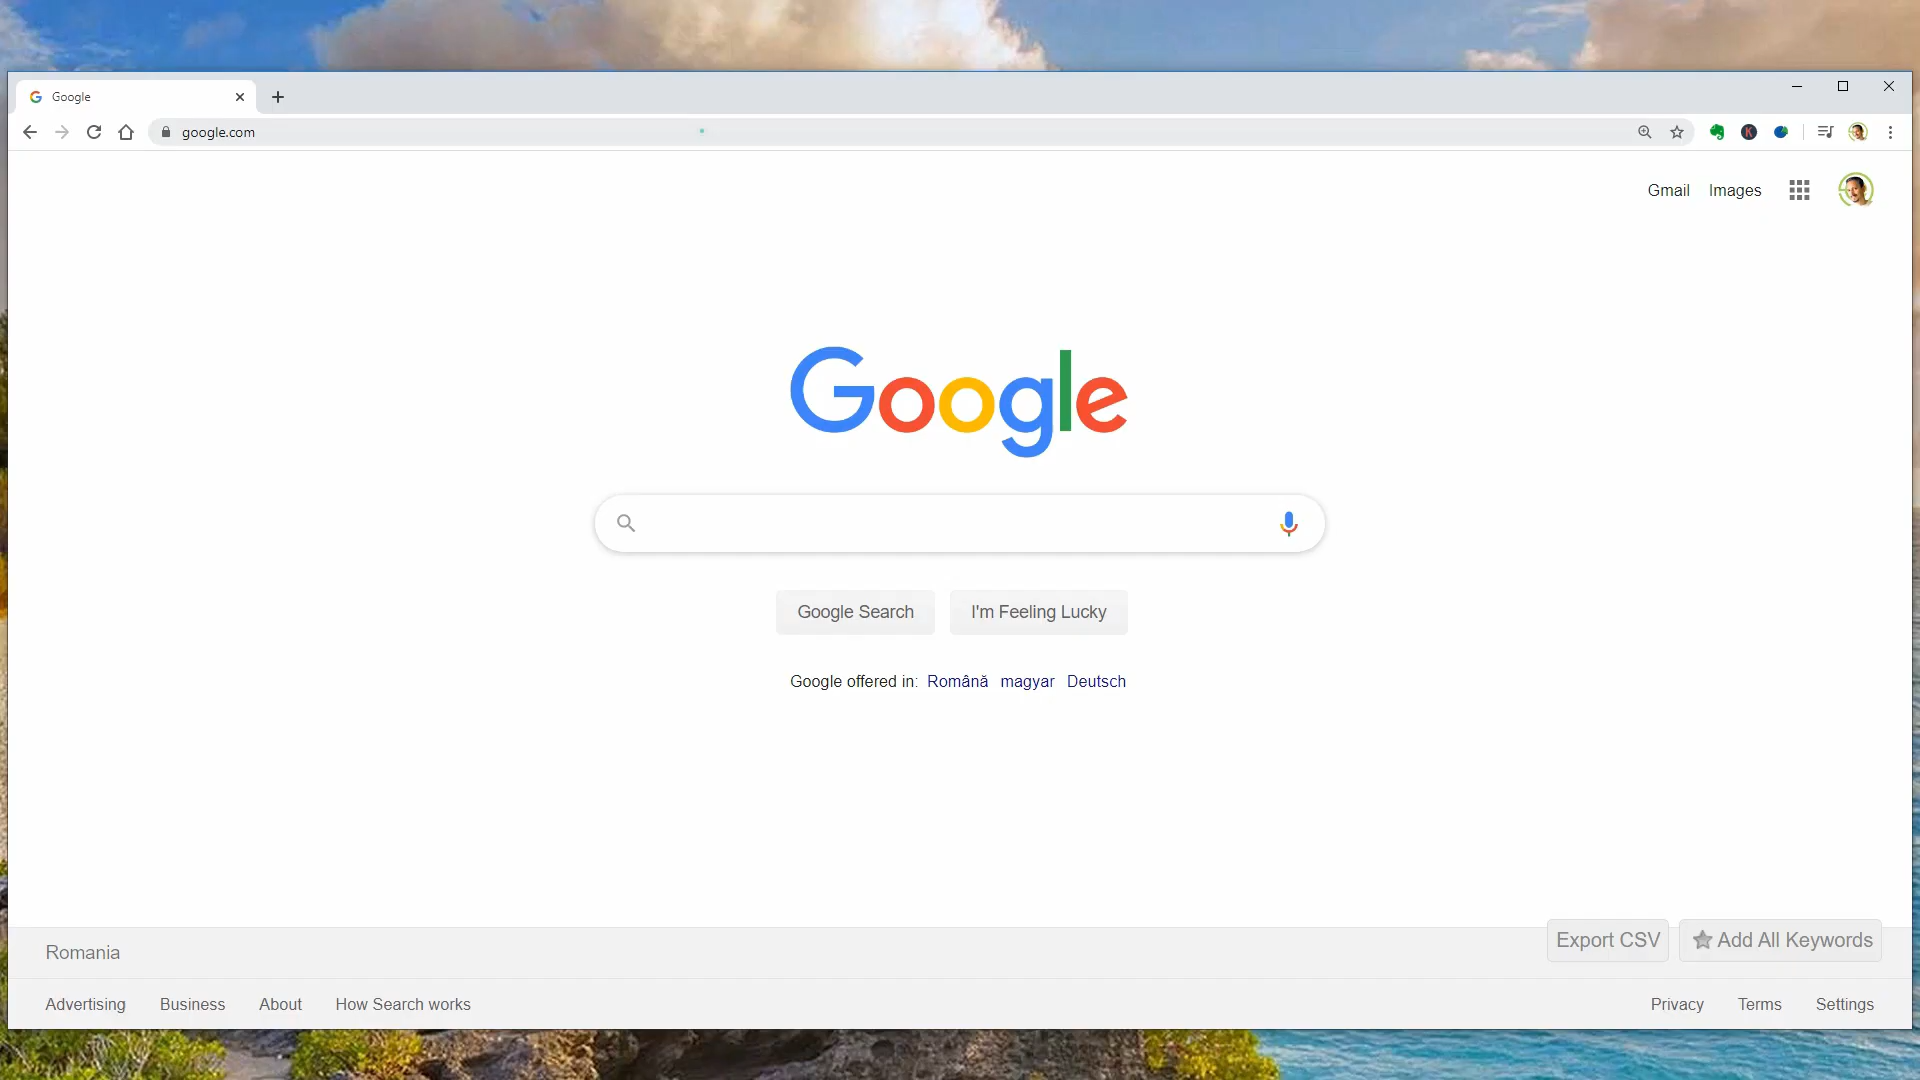 Google
google.com
Gmail Images
Google
Google Search I'm Feeling Lucky
Google offered in: Română magyar Deutsch
Romania
Export CSV Add All Keywords
Advertising Business About How Search works Privacy Terms Settings